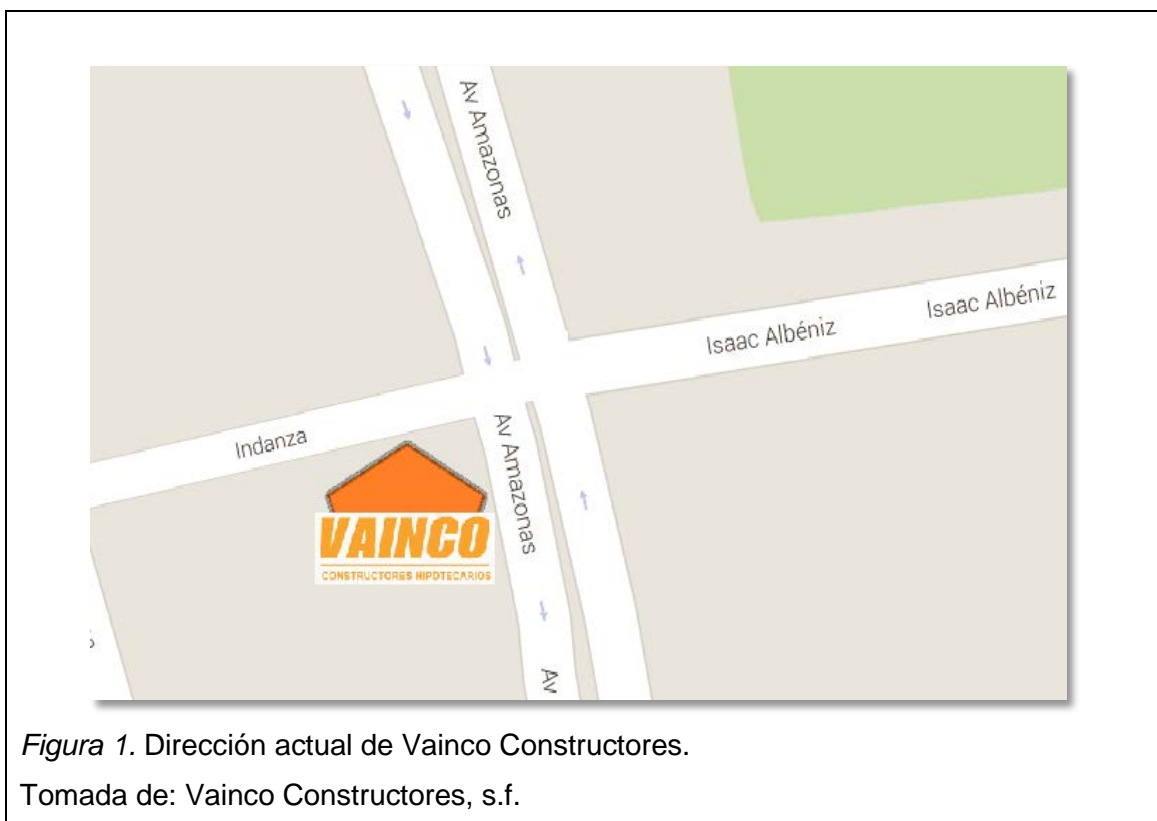 Av Amazonas
Isaac Albéniz
Isaac Albéniz
Indanza
Av Amazonas
VAINCO
CONSTRUCTORES HIPOTECARIOS
Av
Figura 1. Dirección actual de Vainco Constructores.
Tomada de: Vainco Constructores, s.f.